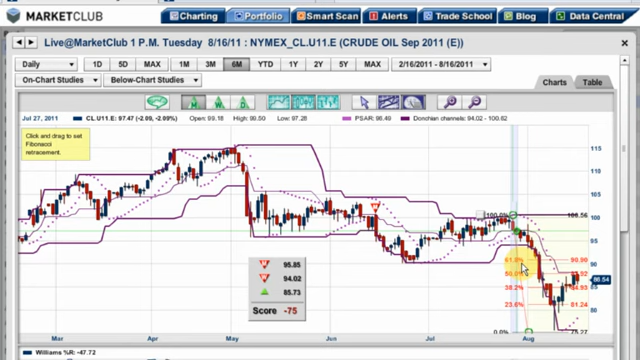 MARKETCLUB
Charting
Portfolio
Smart Scan
Alerts
Trade School
Blog
Data Central
Live@MarketClub 1 P.M. Tuesday 8/16/11 : NYMEX_CL.U11.E (CRUDE OIL Sep 2011 (E))
Daily 1D 5D MAX 1M 3M 6M YTD 1Y 2Y 5Y MAX 2/16/2011 - 8/16/2011
On-Chart Studies Below-Chart Studies Charts Table
M W D
Jul 27, 2011 CL.U11.E: 97.47 (-2.09, -2.09%) Open: 99.18 High: 99.50 Low: 97.28 PSAR: 96.49 Donchian channels: 94.02 - 100.62
Click and drag to set
Fibonacci
retracement.
115
110
105
100.0% 100.56
100
95
61.8% 90.90
90
50.0%
86.54
38.2% 84.93
23.6% 81.24
80
0.0% 75.27
98.85
94.02
85.73
Score -75
Mar Apr May Jun Jul Aug
Williams %R: -47.72